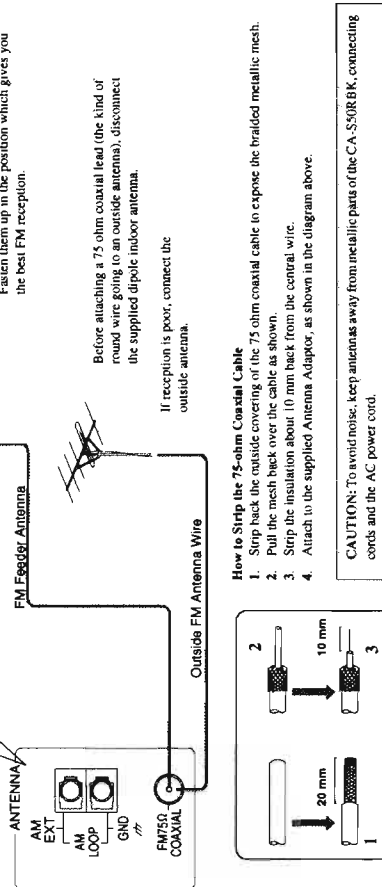 Fasten them up in the position which gives you
the best FM reception.
FM Feeder Antenna
ANTENNA
AM
EXT
AM
LOOP
GND
FM75Ω
COAXIAL
Before attaching a 75 ohm coaxial lead (the kind of
round wire going to an outside antenna), disconnect
the supplied dipole indoor antenna.
If reception is poor, connect the
outside antenna.
Outside FM Antenna Wire
How to Strip the 75-ohm Coaxial Cable
1. Strip back the outside covering of the 75 ohm coaxial cable to expose the braided metallic mesh.
2. Pull the mesh back over the cable as shown.
3. Strip the insulation about 10 mm back from the central wire.
4. Attach to the supplied Antenna Adaptor, as shown in the diagram above.
20 mm
1
2
10 mm
3
CAUTION: To avoid noise, keep antennas away from metallic parts of the CA-S50RBK, connecting
cords and the AC power cord.